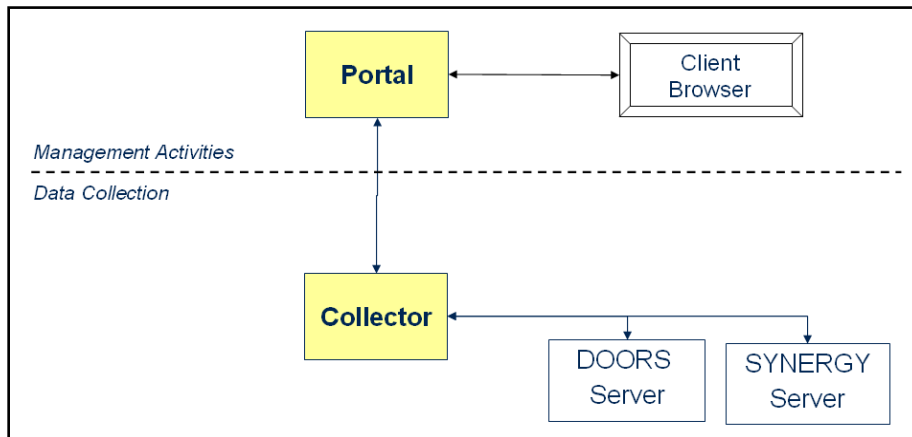 Portal
Client
Browser
Management Activities
Data Collection
Collector
DOORS
Server
SYNERGY
Server